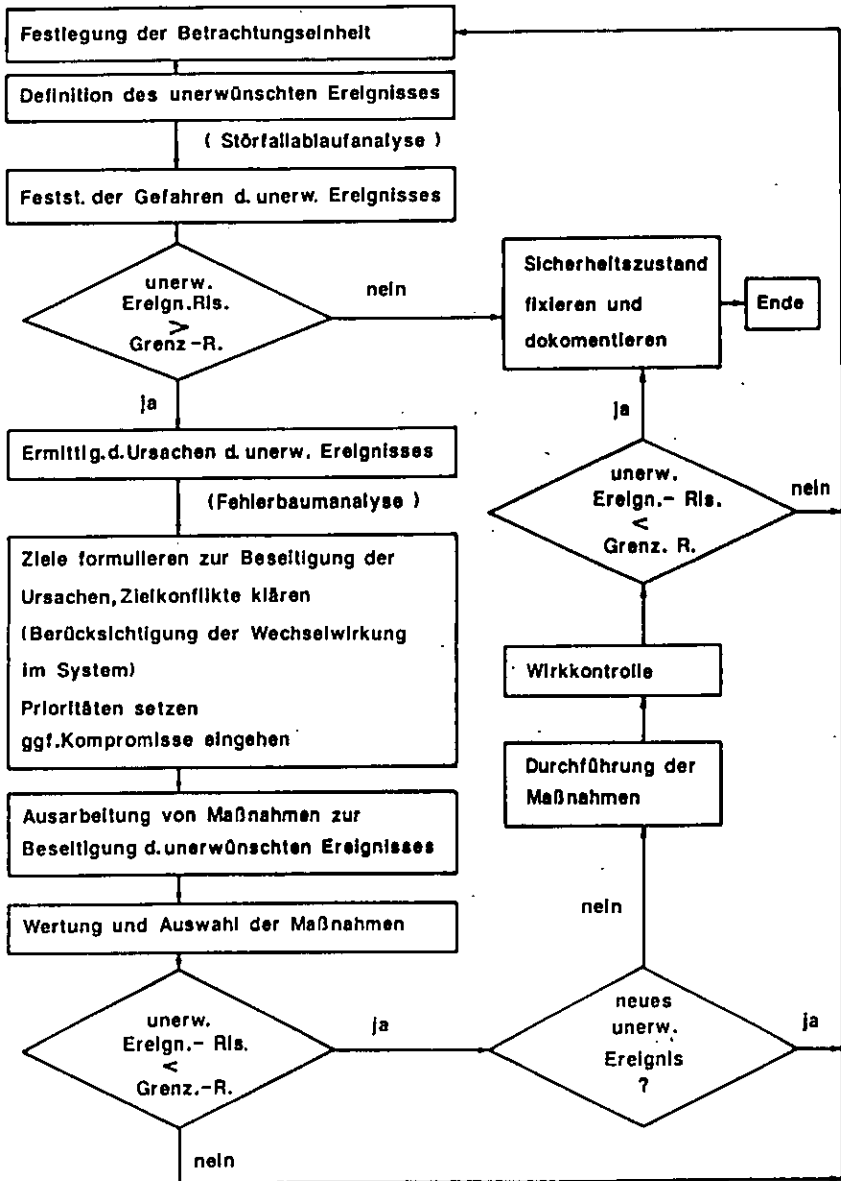 Festlegung der Betrachtungseinheit
Definition des unerwünschten Ereignisses
( Störfallablaufanalyse )
Festst. der Gefahren d. unerw. Ereignisses
unerw.
Ereign.Ris.
>
Grenz-R.
nein
ja
Sicherheitszustand
fixieren und
dokomentieren
Ende
Ermittlg.d.Ursachen d. unerw. Ereignisses
(Fehlerbaumanalyse )
Ziele formulieren zur Beseitigung der
Ursachen, Zielkonflikte klären
(Berücksichtigung der Wechselwirkung
im System)
Prioritäten setzen
ggf. Kompromisse eingehen
Ausarbeitung von Maßnahmen zur
Beseitigung d. unerwünschten Ereignisses
Wertung und Auswahl der Maßnahmen
unerw.
Ereign.- Ris.
<
Grenz.-R.
ja
nein
neues
unerw.
Ereignis
?
ja
nein
Durchführung der
Maßnahmen
Wirkkontrolle
unerw.
Ereign.- Ris.
<
Grenz. R.
nein
ja